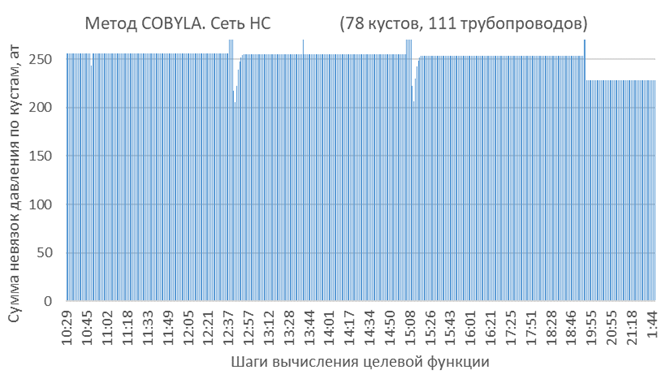 Метод COBYLA. Сеть НС (78 кустов, 111 трубопроводов)
Сумма невязок давления по кустам, ат
250
200
150
100
50
0
10:29 10:45 11:02 11:18 11:33 11:49 12:05 12:21 12:37 12:57 13:12 13:28 13:44 14:01 14:17 14:34 14:50 15:08 15:26 15:43 16:01 16:21 17:25 17:51 18:28 18:46 19:55 20:55 21:18 1:44
Шаги вычисления целевой функции